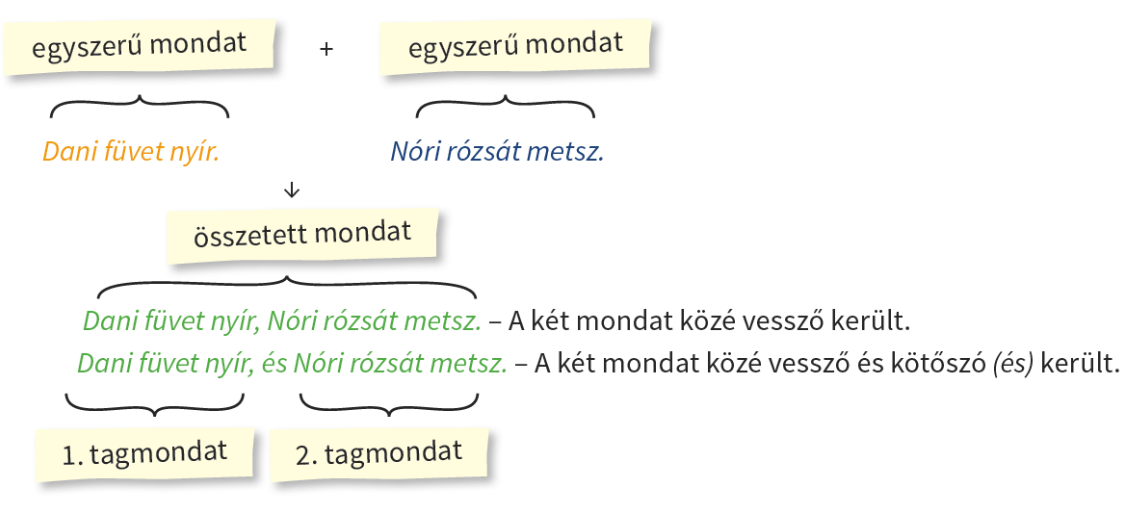 egyszerű mondat + egyszerű mondat
Dani füvet nyír. Nóri rózsát metsz.
↓
összetett mondat
Dani füvet nyír, Nóri rózsát metsz. – A két mondat közé vessző került.
Dani füvet nyír, és Nóri rózsát metsz. – A két mondat közé vessző és kötőszó (és) került.
1. tagmondat 2. tagmondat